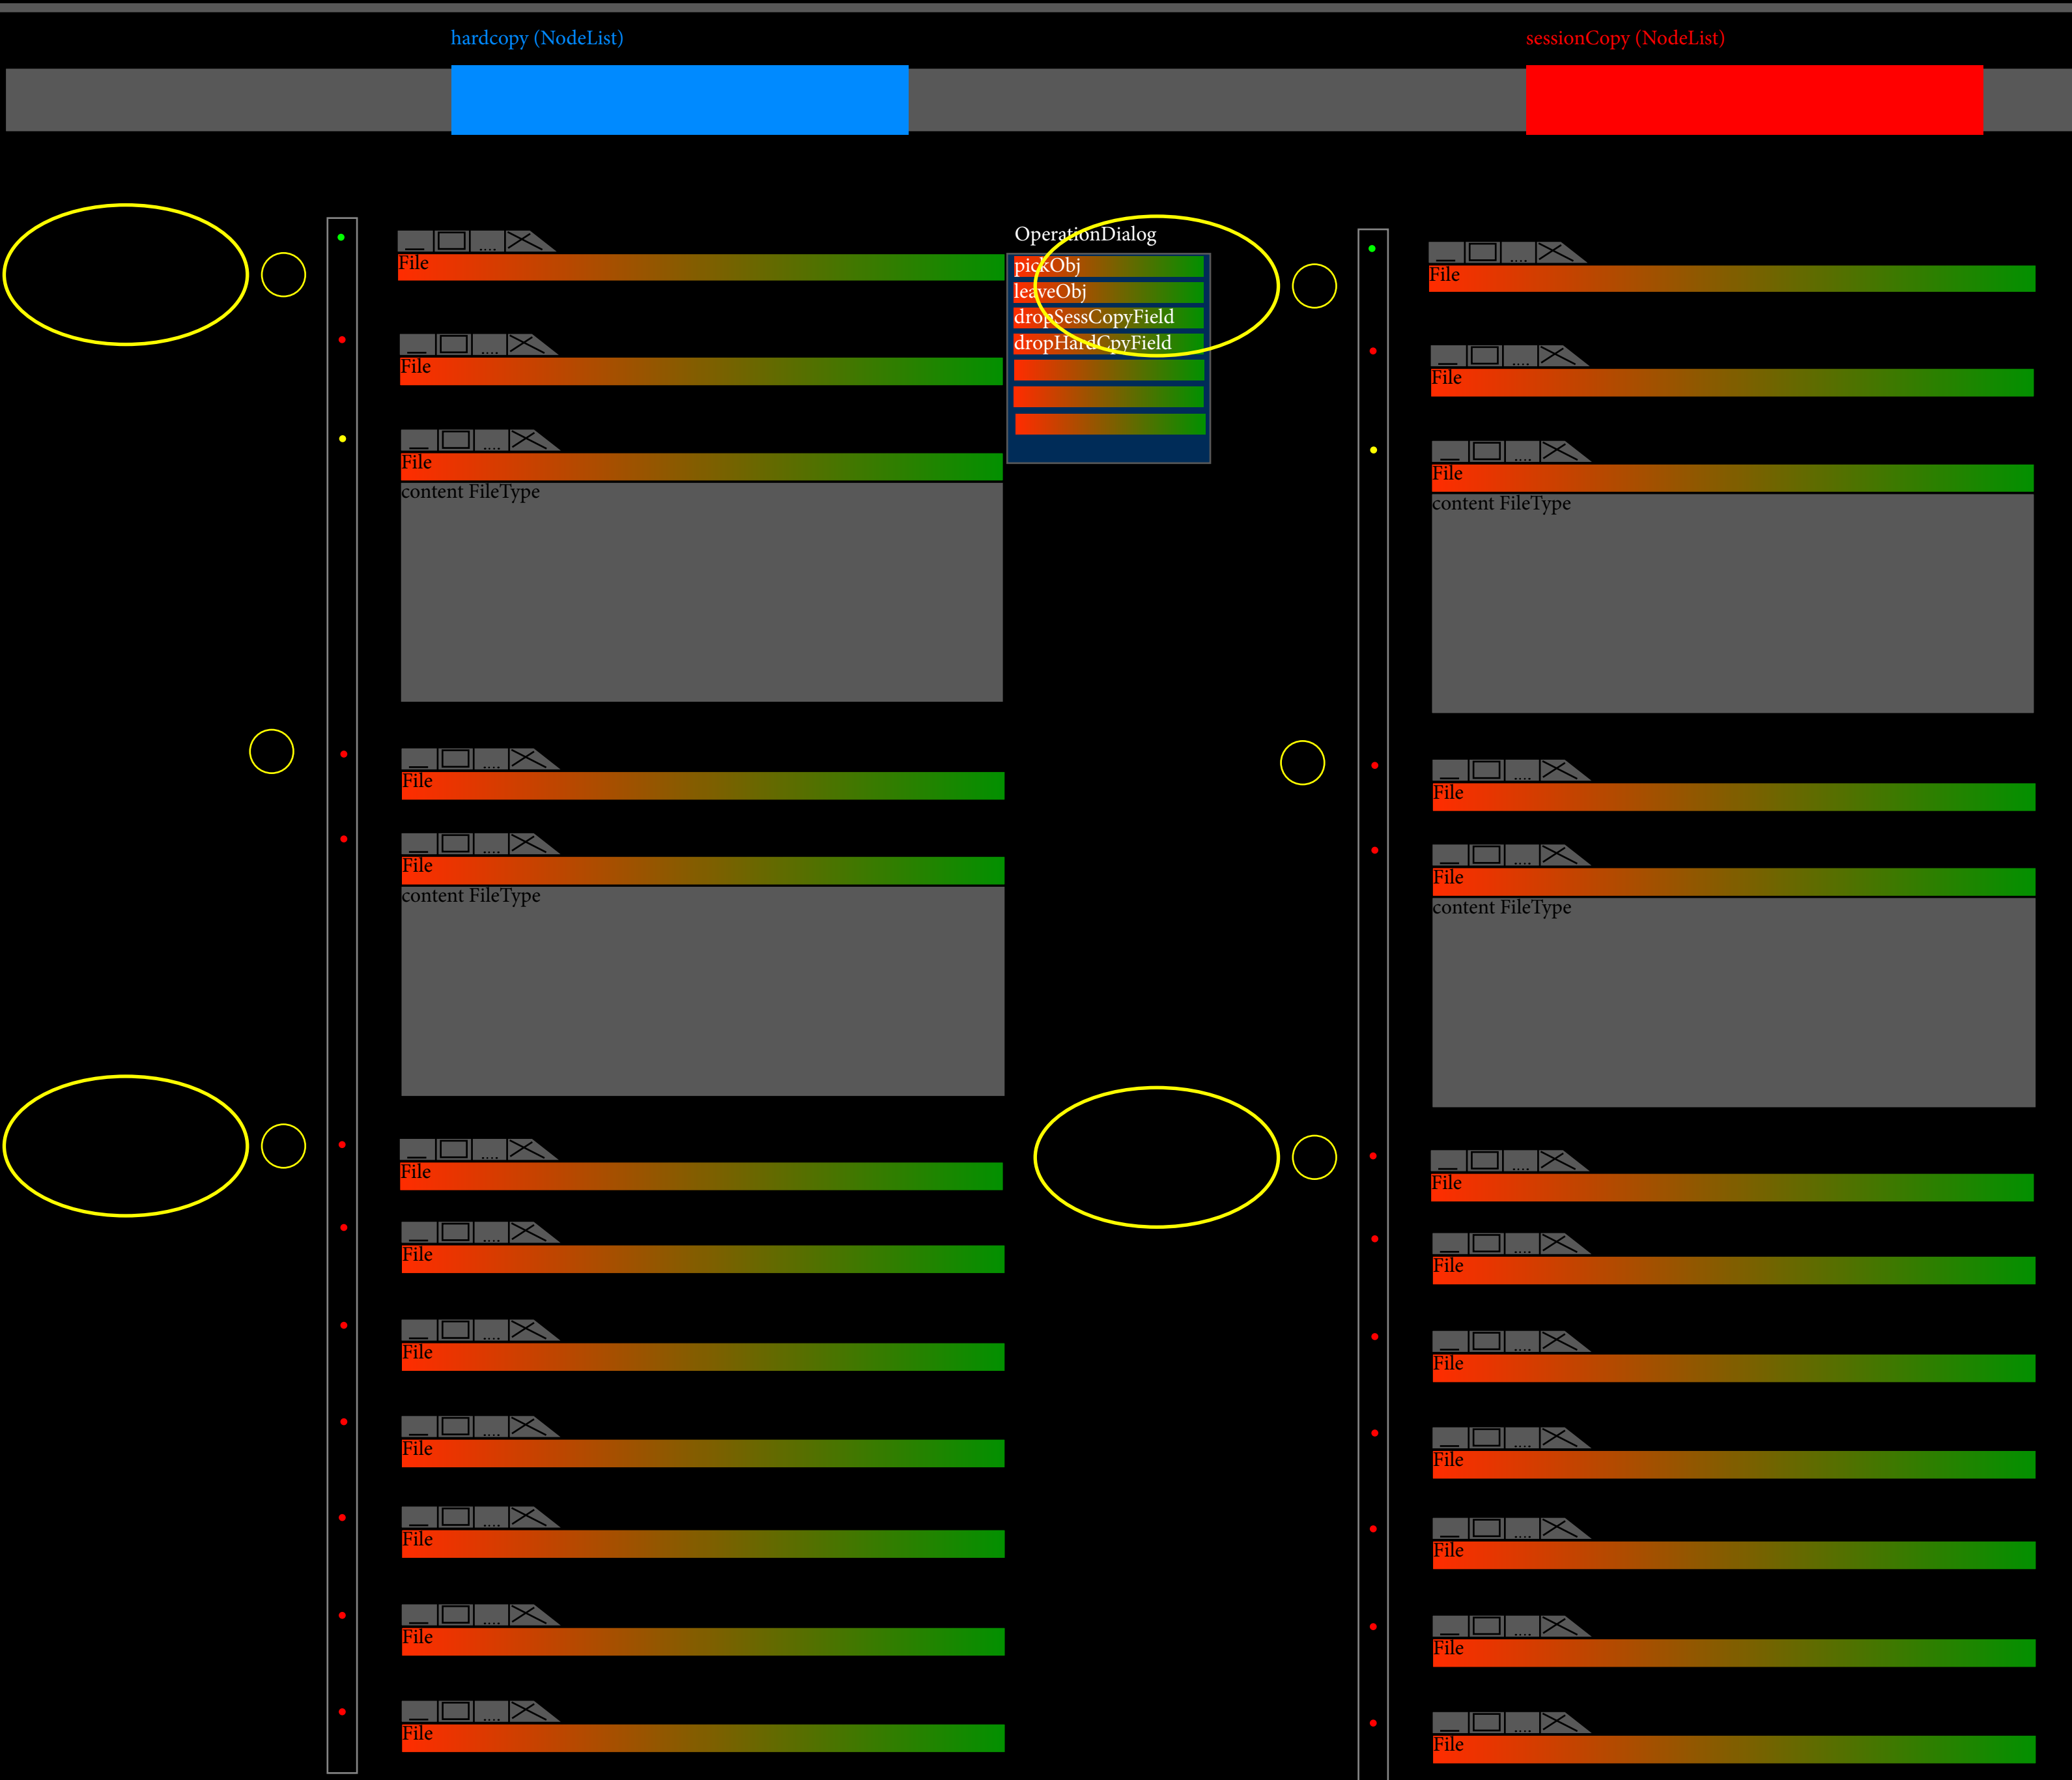 hardcopy (NodeList)
sessionCopy (NodeList)
OperationDialog
pickObj
leaveObj
dropSessCopyField
dropHardCpyField
File
File
File
content FileType
File
File
content FileType
File
File
File
File
File
File
File
File
File
File
content FileType
File
File
content FileType
File
File
File
File
File
File
File